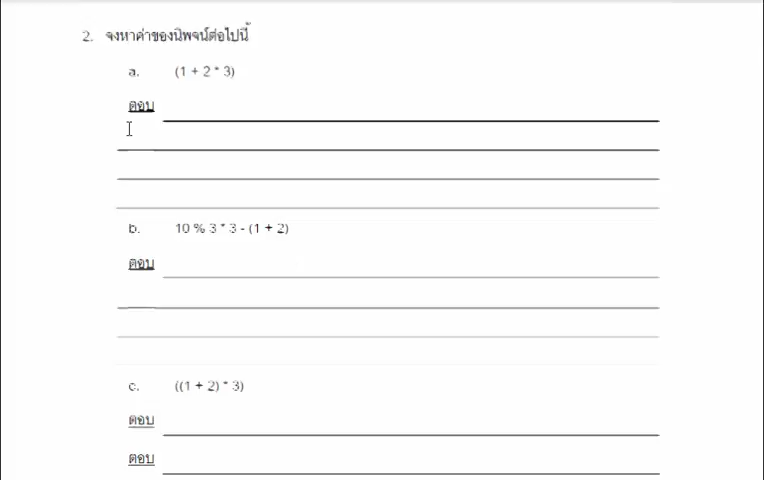 2. จงหาค่าของนิพจน์ต่อไปนี้
a. (1 + 2 * 3)
ตอบ
b. 10 % 3 * 3 - (1 + 2)
ตอบ
c. ((1 + 2) * 3)
ตอบ
ตอบ